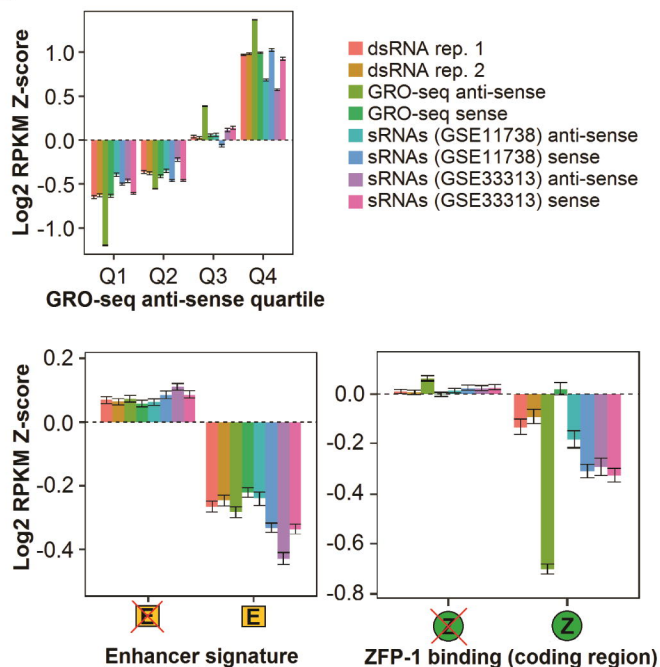 Log2 RPKM Z-score
1.0
0.5
0.0
-0.5
-1.0
Q1 Q2 Q3 Q4
GRO-seq anti-sense quartile
dsRNA rep. 1
dsRNA rep. 2
GRO-seq anti-sense
GRO-seq sense
sRNAs (GSE11738) anti-sense
sRNAs (GSE11738) sense
sRNAs (GSE33313) anti-sense
sRNAs (GSE33313) sense
Log2 RPKM Z-score
0.2
0.0
-0.2
-0.4
E E
Enhancer signature
0.0
-0.2
-0.4
-0.6
-0.8
Z Z
ZFP-1 binding (coding region)